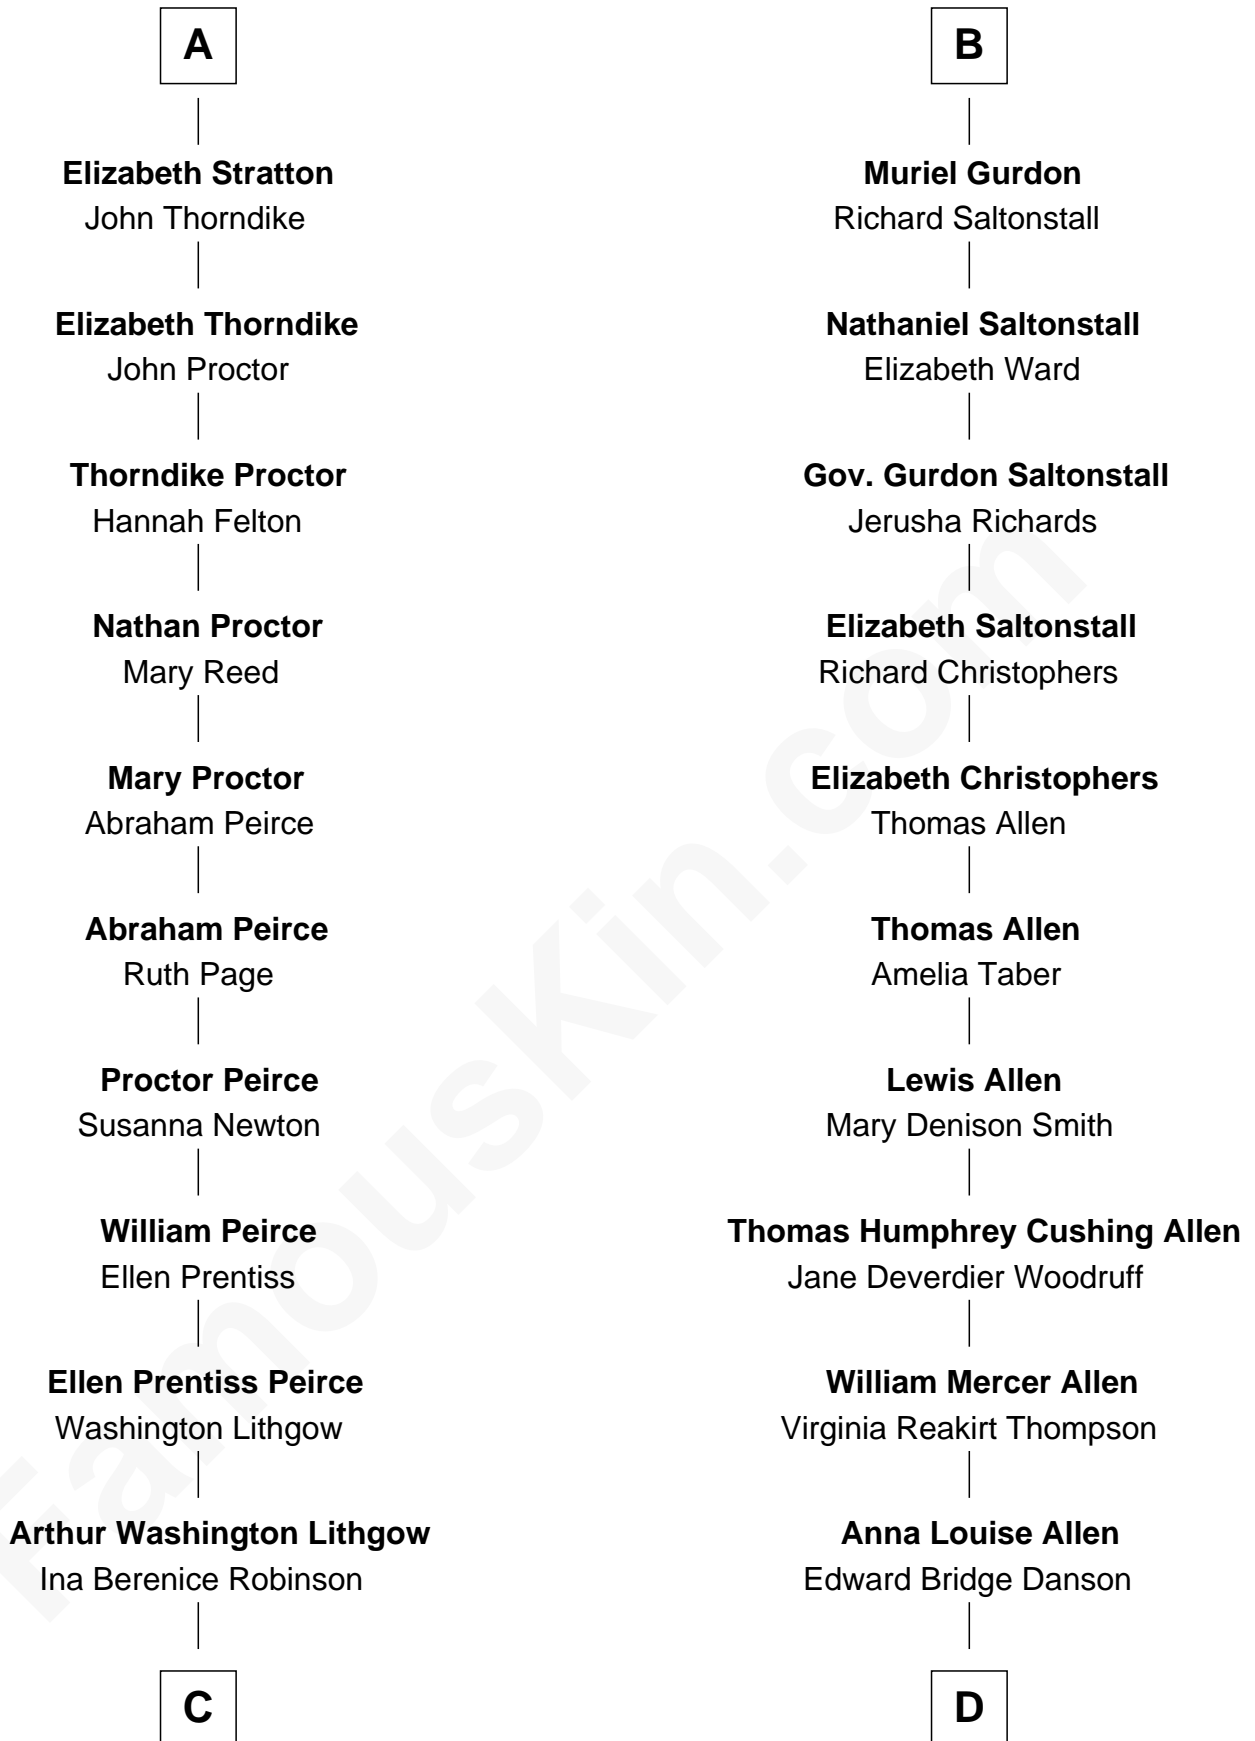 A
Elizabeth Stratton
John Thorndike
Elizabeth Thorndike
John Proctor
Thorndike Proctor
Hannah Felton
Nathan Proctor
Mary Reed
Mary Proctor
Abraham Peirce
Abraham Peirce
Ruth Page
Proctor Peirce
Susanna Newton
William Peirce
Ellen Prentiss
Ellen Prentiss Peirce
Washington Lithgow
Arthur Washington Lithgow
Ina Berenice Robinson
C
B
Muriel Gurdon
Richard Saltonstall
Nathaniel Saltonstall
Elizabeth Ward
Gov. Gurdon Saltonstall
Jerusha Richards
Elizabeth Saltonstall
Richard Christophers
Elizabeth Christophers
Thomas Allen
Thomas Allen
Amelia Taber
Lewis Allen
Mary Denison Smith
Thomas Humphrey Cushing Allen
Jane Deverdier Woodruff
William Mercer Allen
Virginia Reakirt Thompson
Anna Louise Allen
Edward Bridge Danson
D
FamousKin.com